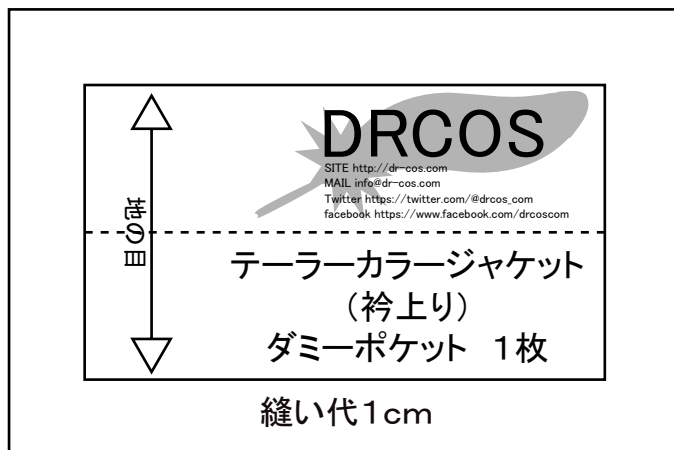 DRCOS
SITE http://dr-cos.com
MAIL info@dr-cos.com
Twitter https://twitter.com/@drcos_com
facebook https://www.facebook.com/drcoscom
地の目
テーラーカラージャケット
（衿上り）
ダミーポケット　1枚
縫い代1cm